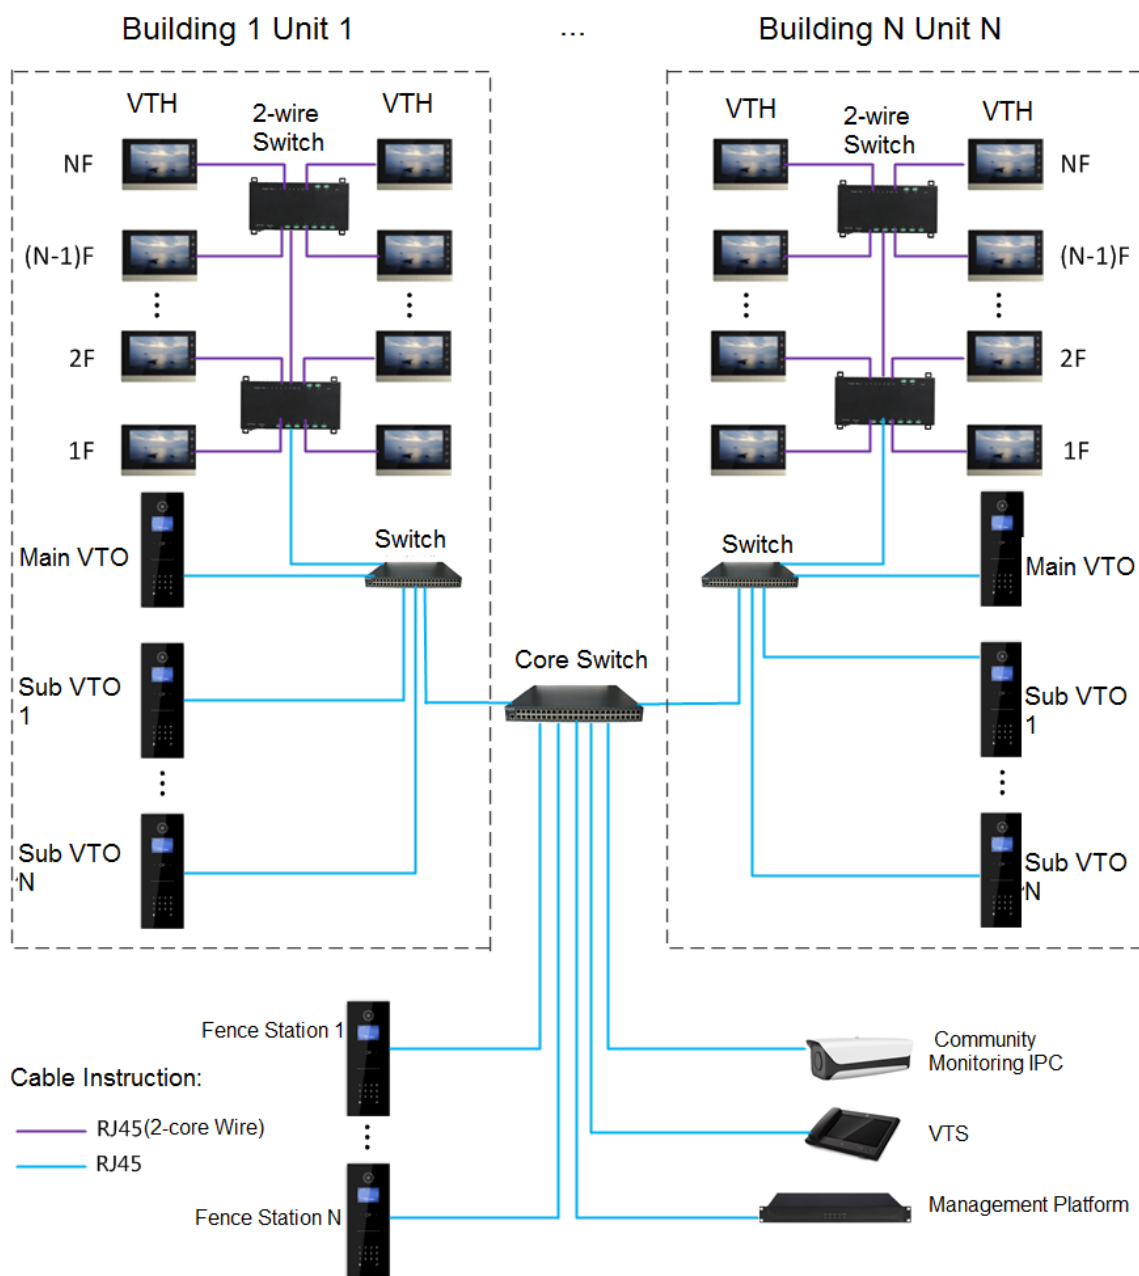 Building 1 Unit 1
...
Building N Unit N
VTH
2-wire
Switch
VTH
NF
(N-1)F
2F
1F
Main VTO
Switch
Sub VTO
1
Sub VTO
N
VTH
2-wire
Switch
VTH
NF
(N-1)F
2F
1F
Switch
Main VTO
Sub VTO
1
Sub VTO
N
Core Switch
Fence Station 1
Fence Station N
Community
Monitoring IPC
VTS
Management Platform
Cable Instruction:
RJ45(2-core Wire)
RJ45